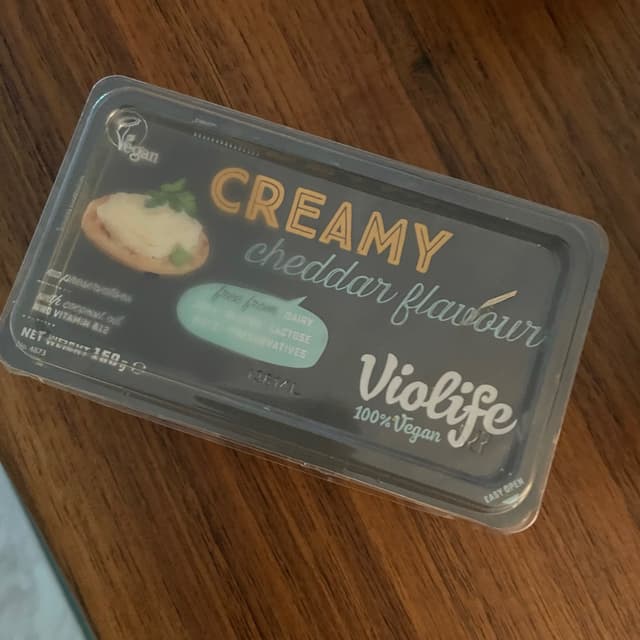 Vegan
CREAMY
cheddar flavour
free from DAIRY
LACTOSE
PRESERVATIVES
with coconut oil
AND VITAMIN B12
NET WEIGHT 150g e
Violife
100% Vegan
EASY OPEN